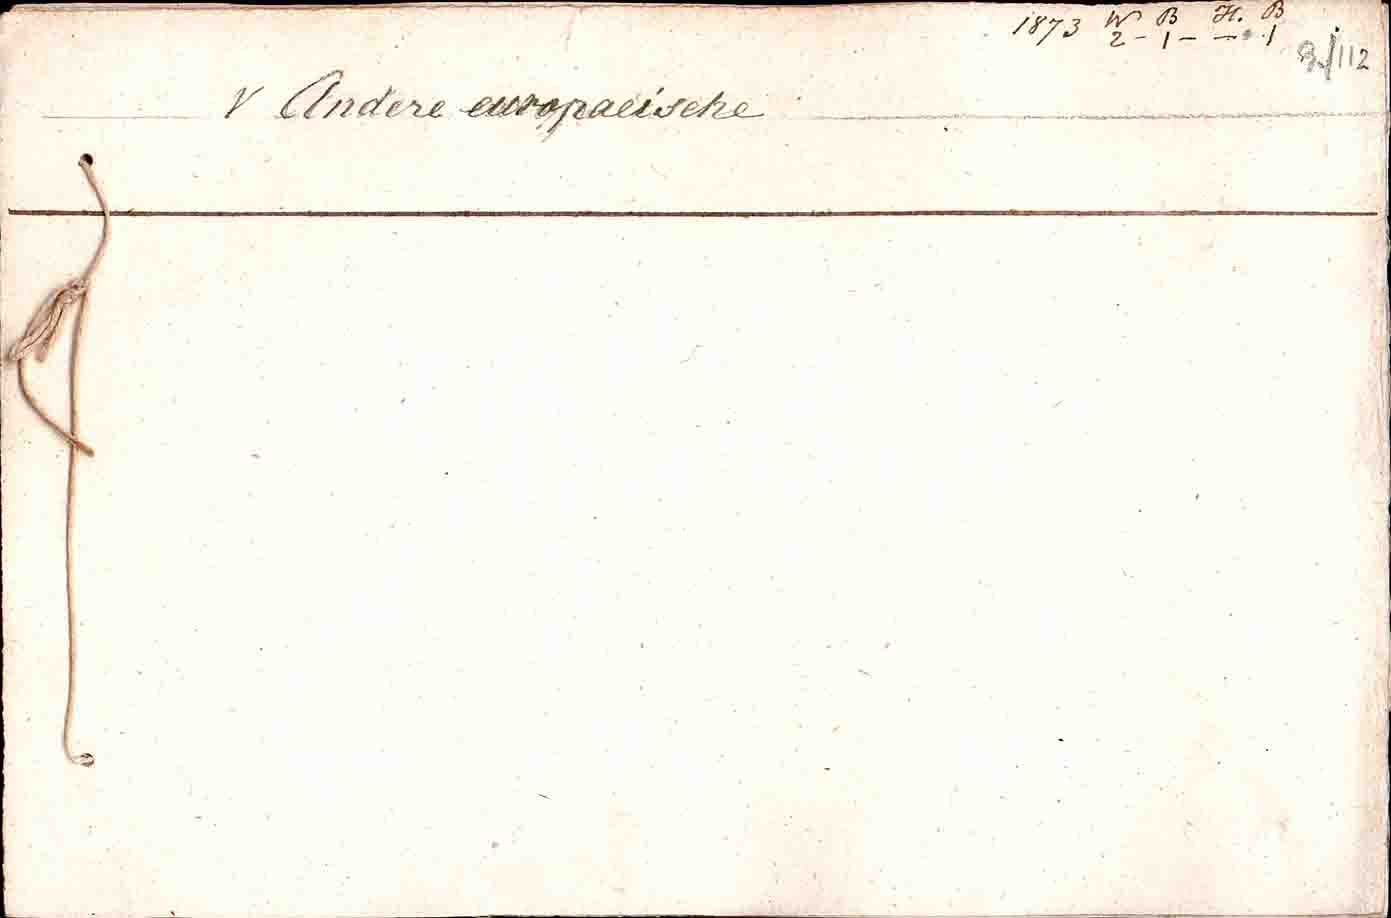 1873 W B H. B
2 - 1 - - 1
9/112
V Andere europaeische